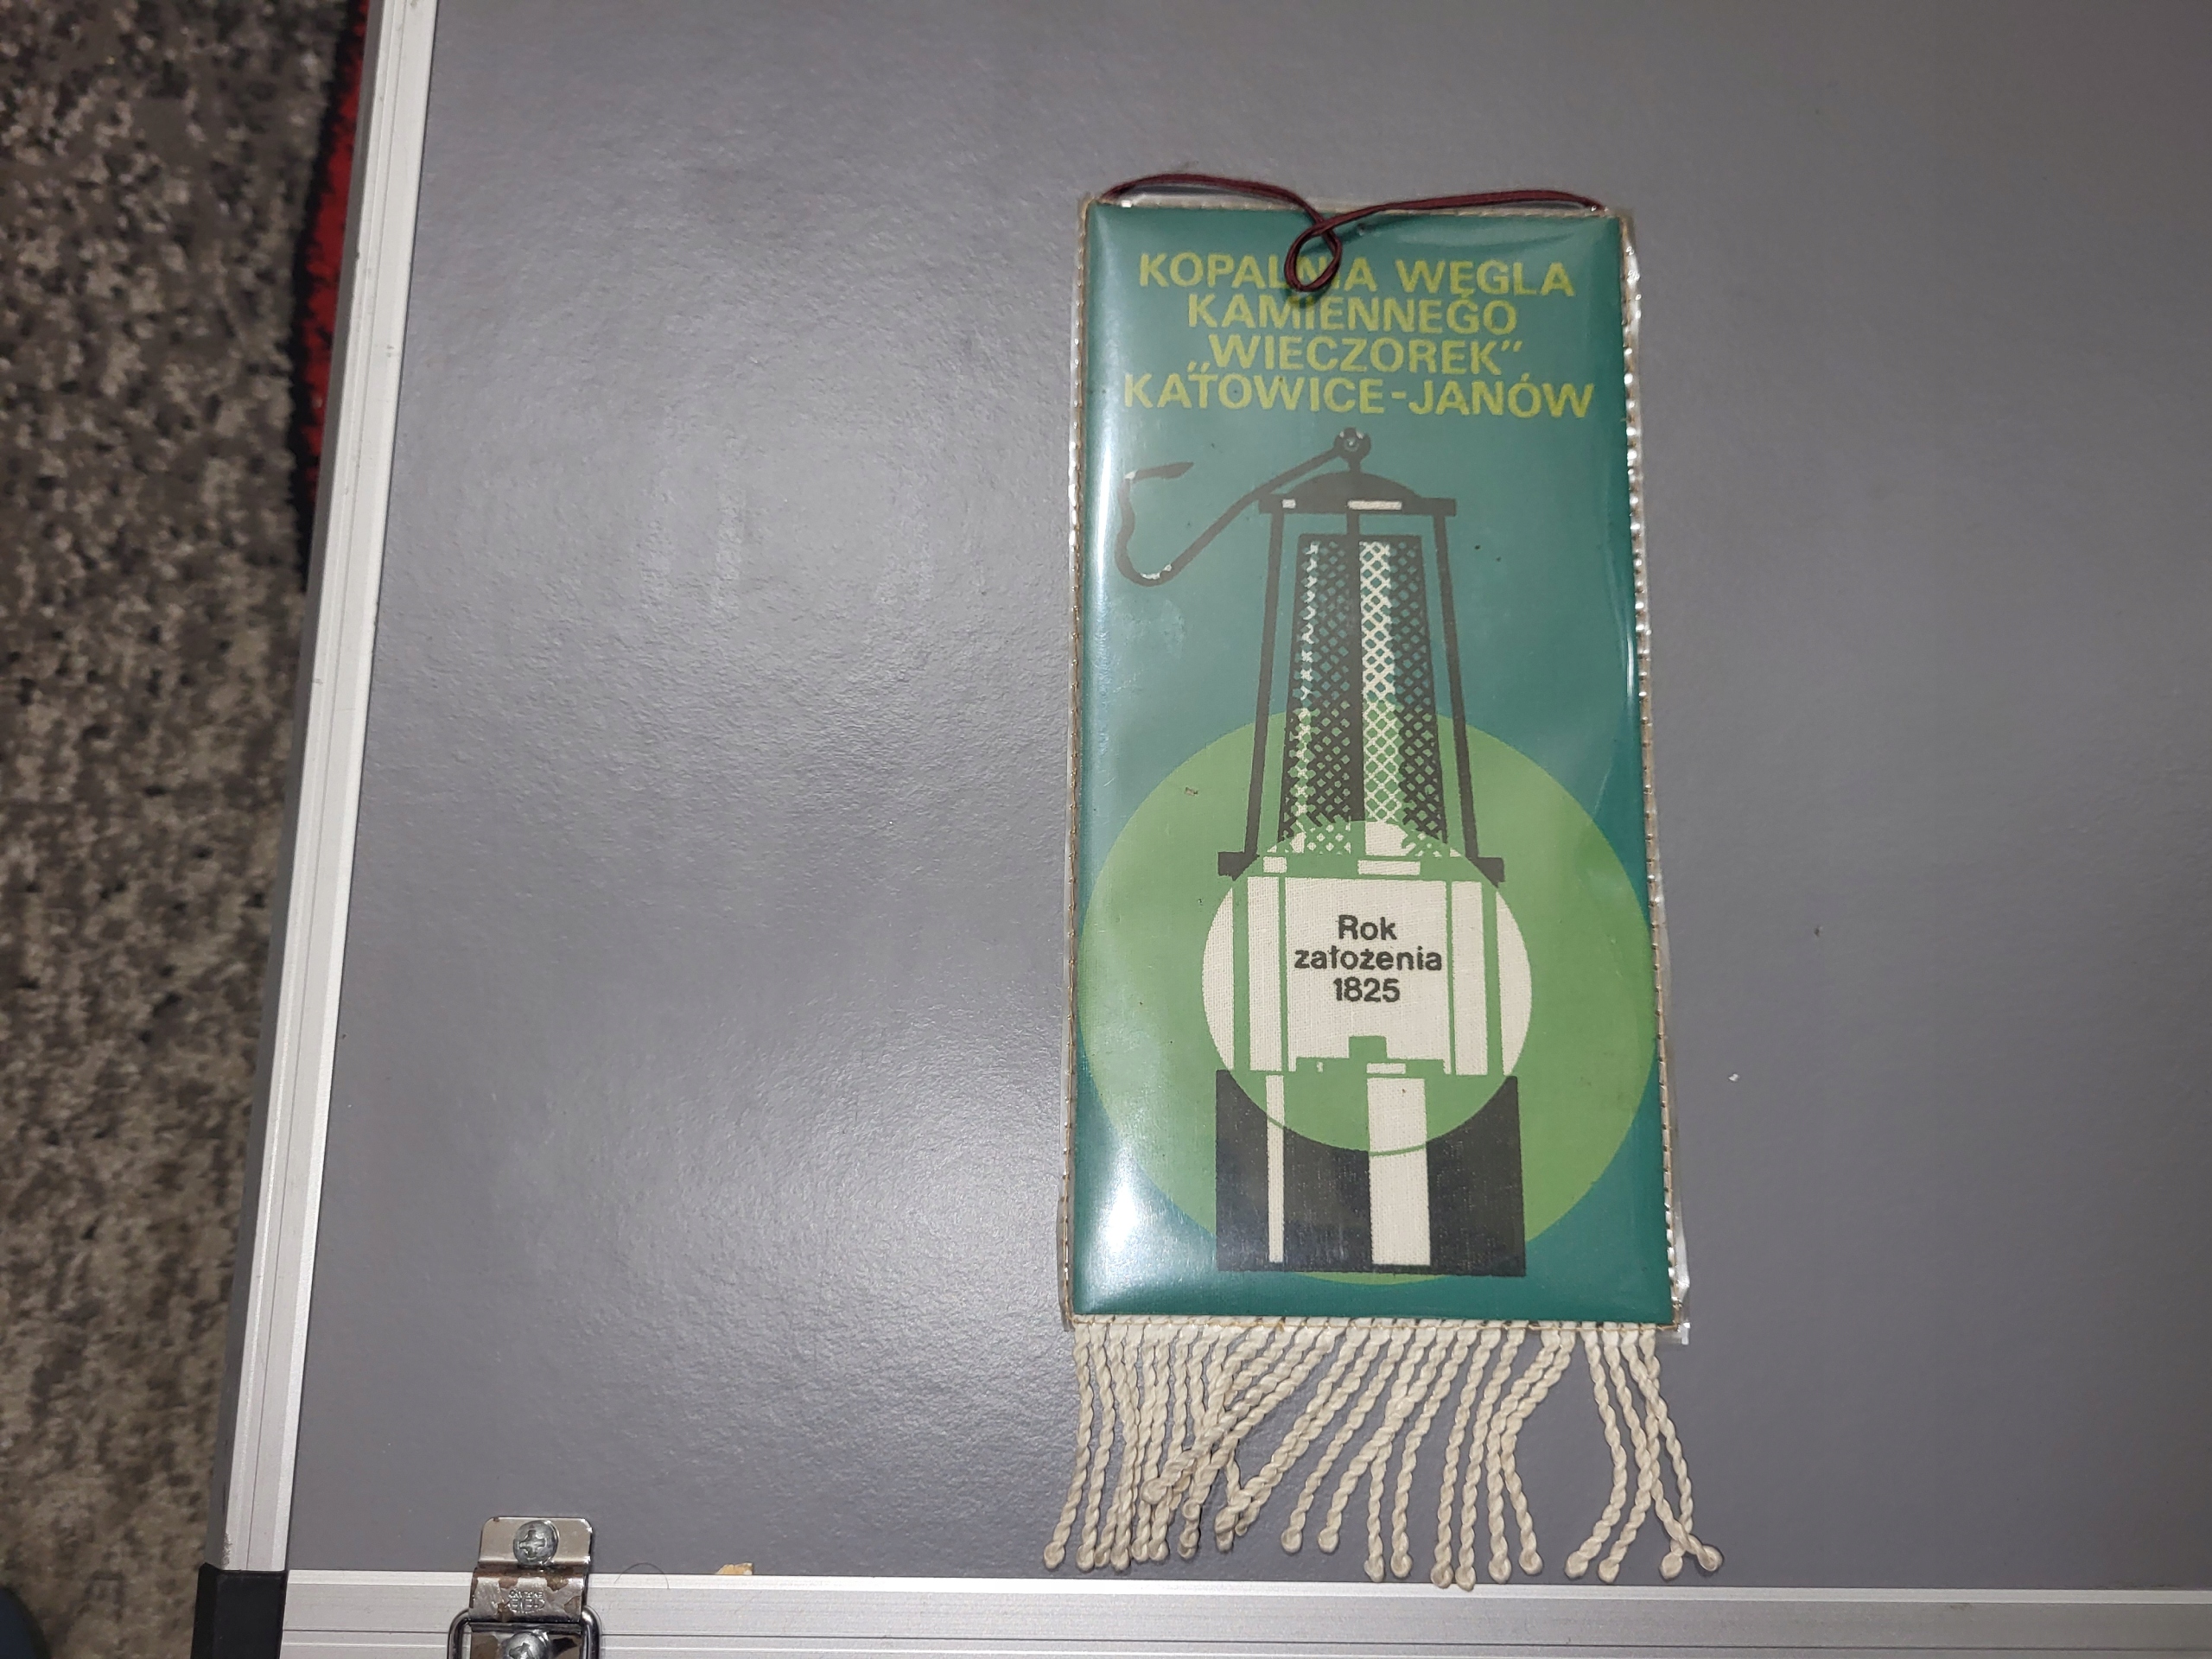 KOPALNIA WĘGLA
KAMIENNEGO
„WIECZOREK”
KATOWICE-JANÓW
Rok
założenia
1825